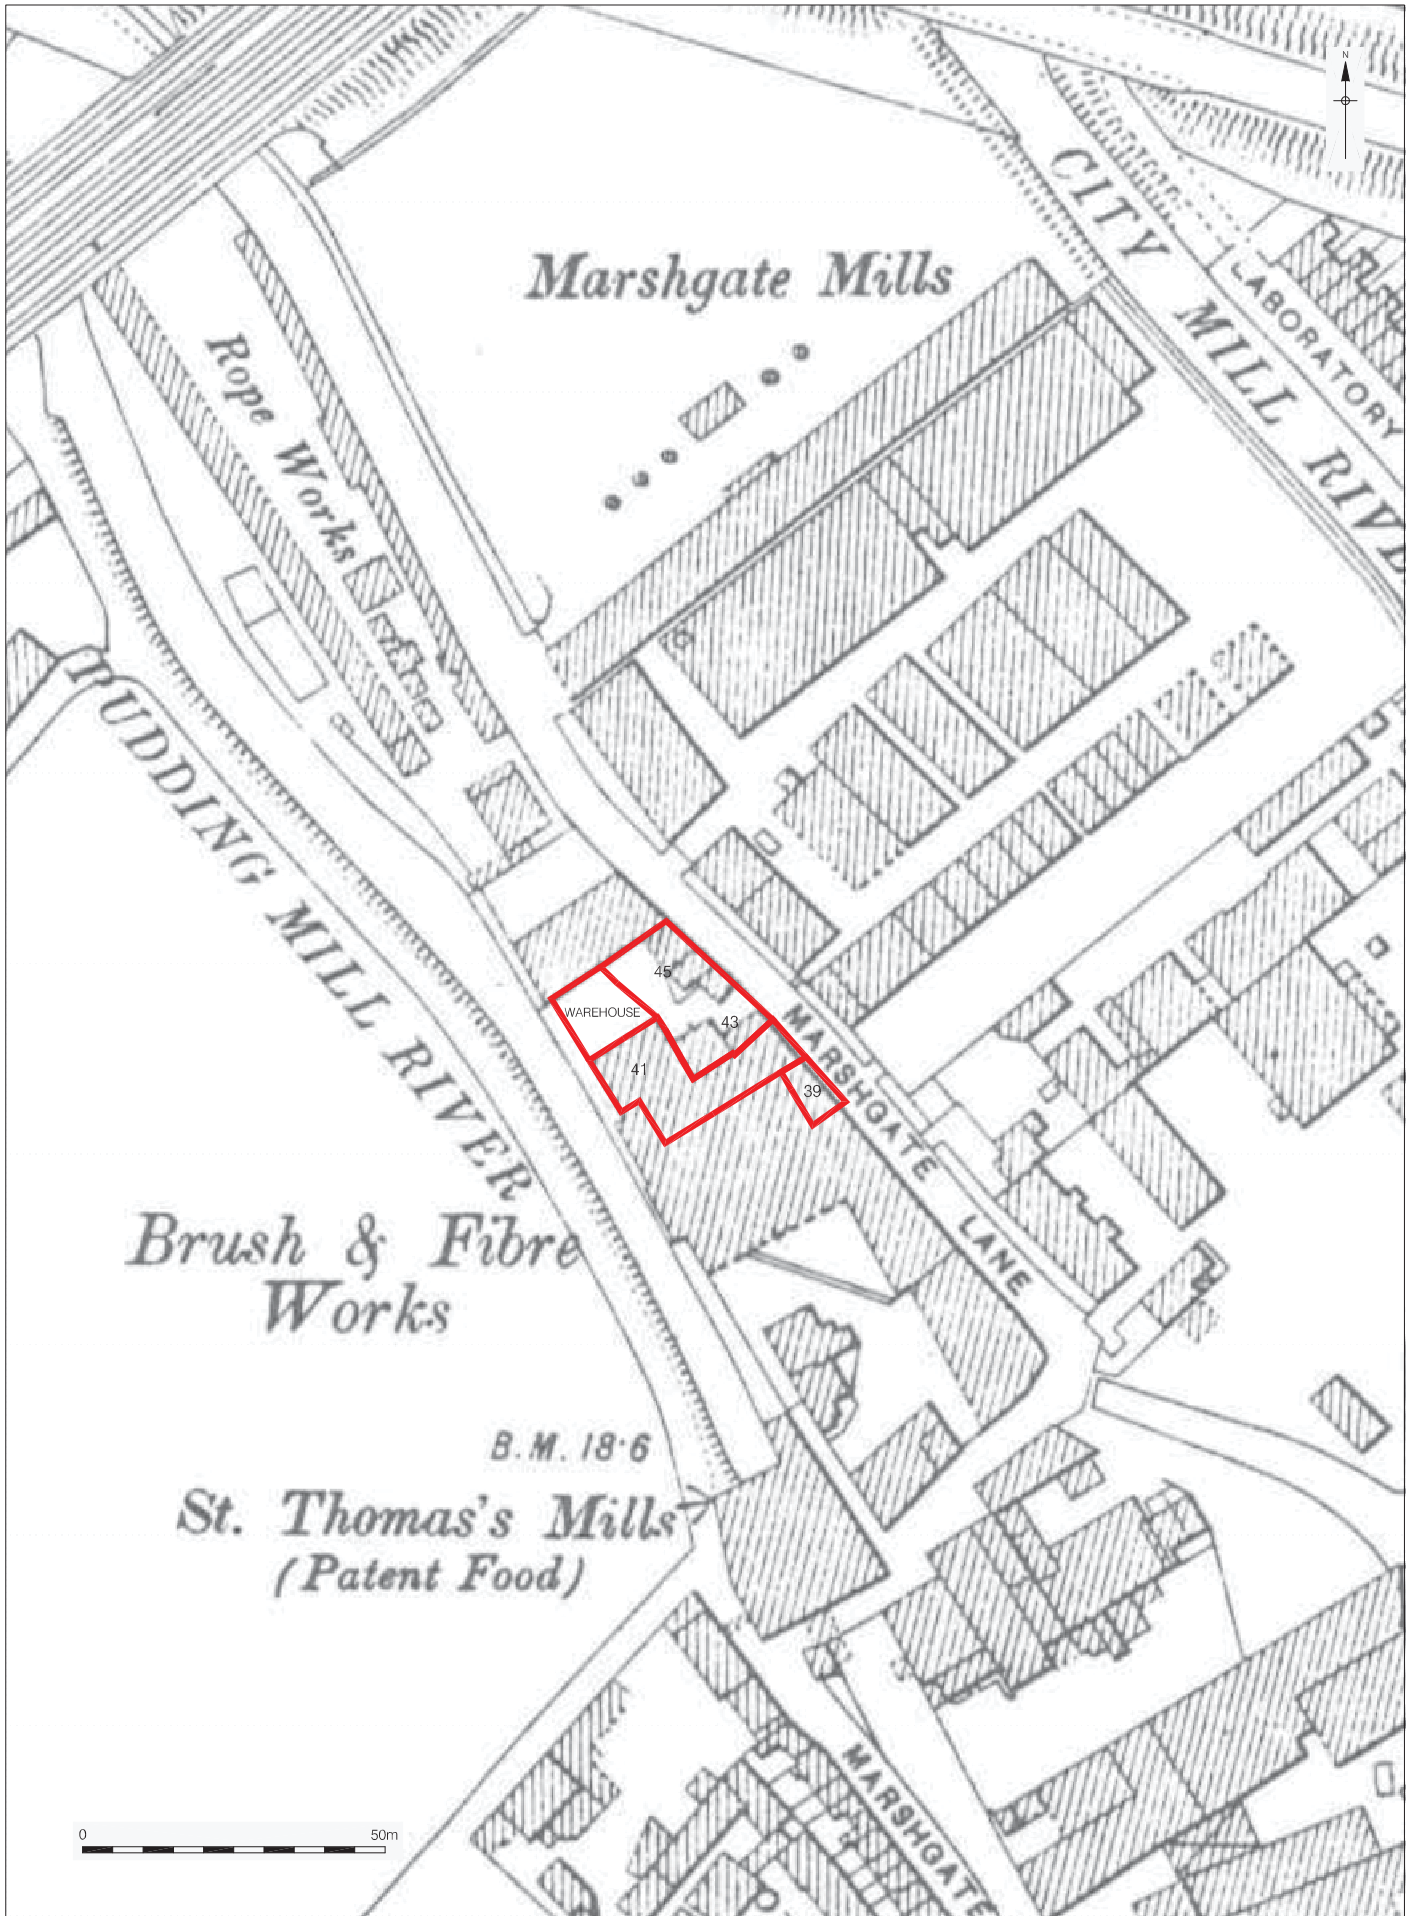 N
CITY MILL RIVE
LABORATORY
Marshgate Mills
Rope Works
PUDDING MILL RIVER
45
WAREHOUSE
43
41
39
MARSHGATE LANE
Brush & Fibre
Works
B.M. 18·6
St. Thomas's Mills
(Patent Food)
MARSHGATE
0 50m